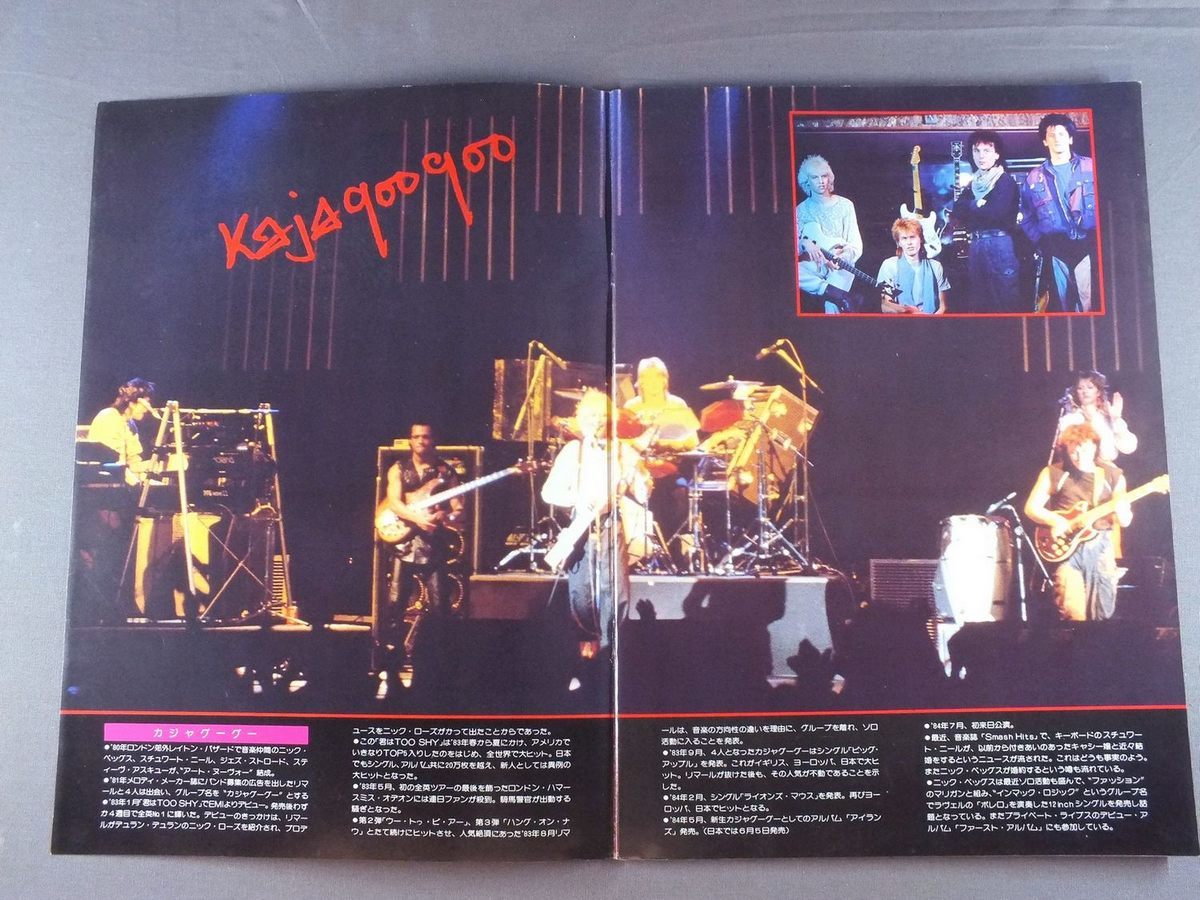 Kajagoogoo
カジャグーグー
●'80年ロンドン郊外レイトン・バザードで音楽仲間のニック・
ベッグス、スチュワート・ニール、ジェズ・ストロード、ステ
ィーヴ・アスキューが、“アート・ヌヴォー” 結成。
●'81年メロディ・メーカー誌にバンド募集の広告を出したリマ
ールと4人は出会い、グループ名を “カジャグーグー” とする
●'83年1月「君はTOO SHY」でEMIよりデビュー。発売後わず
か4週目で全英No1に輝いた。デビューのきっかけは、リマ
ールがデュラン・デュランのニック・ローズを紹介され、プロデ
ュースをニック・ローズがかって出たことからであった。
●この「君はTOO SHY」は'83年春から夏にかけ、アメリカで
いきなりTOP5入りしたのをはじめ、全世界で大ヒット。日本
でもシングル、アルバム共に20万枚を越え、新人としては異例の
大ヒットとなった。
●'83年5月、初の全英ツアーの最後を飾ったロンドン・ハマー
スミス・オデオンには連日ファンが殺到。騎馬警官が出動する
騒ぎとなった。
●第2弾「ウー・トゥ・ビ・アー」、第3弾「ハング・オン・ナ
ウ」とたて続けにヒットさせ、人気絶頂にあった'83年8月リマ
ールは、音楽の方向性の違いを理由に、グループを離れ、ソロ
活動に入ることを発表。
●'83年9月、4人となったカジャグーグーはシングル「ビッグ・
アップル」を発表。これがイギリス、ヨーロッパ、日本で大ヒ
ット。リマールが抜けた後も、その人気が不動であることを示
した。
●'84年2月、シングル「ライオンズ・マウス」を発表。再びヨー
ロッパ、日本でヒットとなる。
●'84年5月、新生カジャグーグーとしてのアルバム「アイラン
ズ」発売。（日本では6月5日発売）
●'84年7月、初来日公演。
●最近、音楽誌「Smash Hits」で、キーボードのスチュワー
ト・ニールが、以前から付きあいのあったキャシー嬢と近々結
婚をするというニュースが流された。これはどうも事実のよう。
またニック・ベッグスが婚約するという噂も流れている。
●ニック・ベッグスは最近ソロ活動も盛んで、“ファッション”
のマリガンと組み、“インマック・ロジック” というグループ名
でラヴェルの「ボレロ」を演奏した12inchシングルを発売し話
題となっている。またプライベート・ライブスのデビュー・ア
ルバム「ファースト・アルバム」にも参加している。